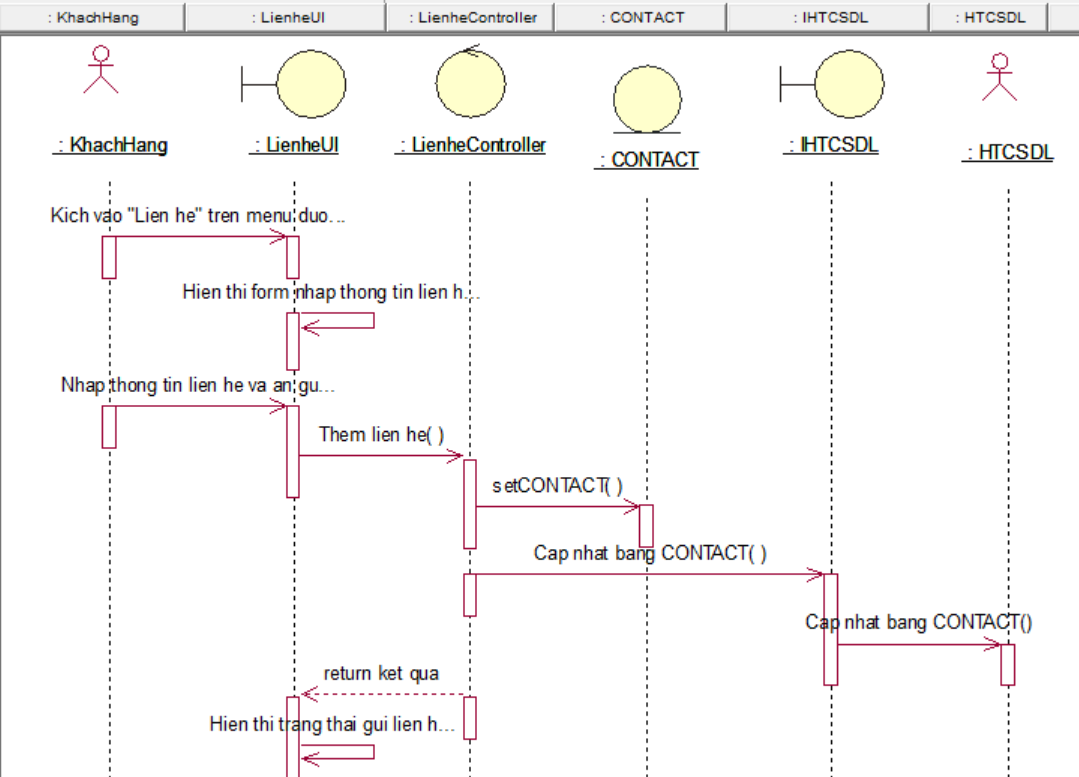 : KhachHang
: LienheUI
: LienheController
: CONTACT
: IHTCSDL
: HTCSDL
: KhachHang
: LienheUI
: LienheController
: CONTACT
: IHTCSDL
: HTCSDL
Kich vao "Lien he" tren menu duo...
Hien thi form nhap thong tin lien h...
Nhap thong tin lien he va an gu...
Them lien he( )
setCONTACT( )
Cap nhat bang CONTACT( )
Cap nhat bang CONTACT()
return ket qua
Hien thi trang thai gui lien h...